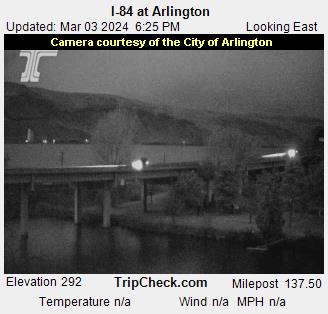 I-84 at Arlington
Updated: Mar 03 2024 6:25 PM Looking East
Camera courtesy of the City of Arlington
Elevation 292 TripCheck.com Milepost 137.50
Temperature n/a Wind n/a MPH n/a